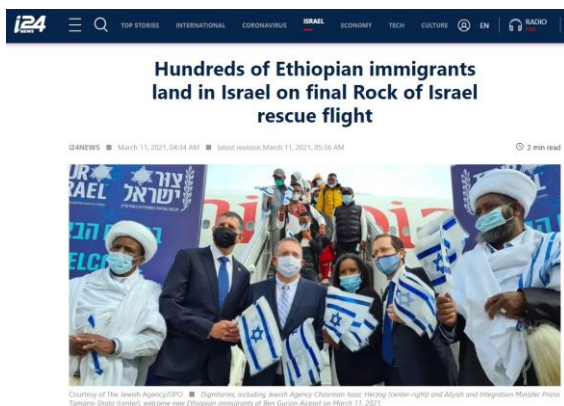 i24
NEWS
TOP STORIES INTERNATIONAL CORONAVIRUS ISRAEL ECONOMY TECH CULTURE EN RADIO
Hundreds of Ethiopian immigrants
land in Israel on final Rock of Israel
rescue flight
I24NEWS ■ March 11, 2021, 04:34 AM ■ latest revision March 11, 2021, 05:36 AM 2 min read
צור
ישראל
Courtesy of The Jewish Agency/GPO ■ Dignitaries, including Jewish Agency Chairman Isaac Herzog (center-right) and Aliyah and Integration Minister Pnina
Tamano-Shata (center), welcome new Ethiopian immigrants at Ben Gurion Airport on March 11, 2021.